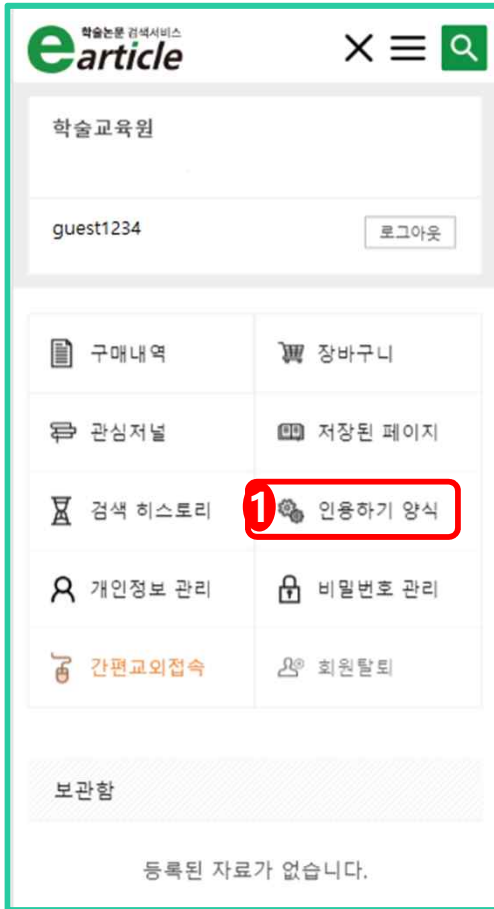 학술논문 검색서비스
earticle
학술교육원
guest1234
로그아웃
구매내역
장바구니
관심저널
저장된 페이지
검색 히스토리
1
인용하기 양식
개인정보 관리
비밀번호 관리
간편교외접속
회원탈퇴
보관함
등록된 자료가 없습니다.